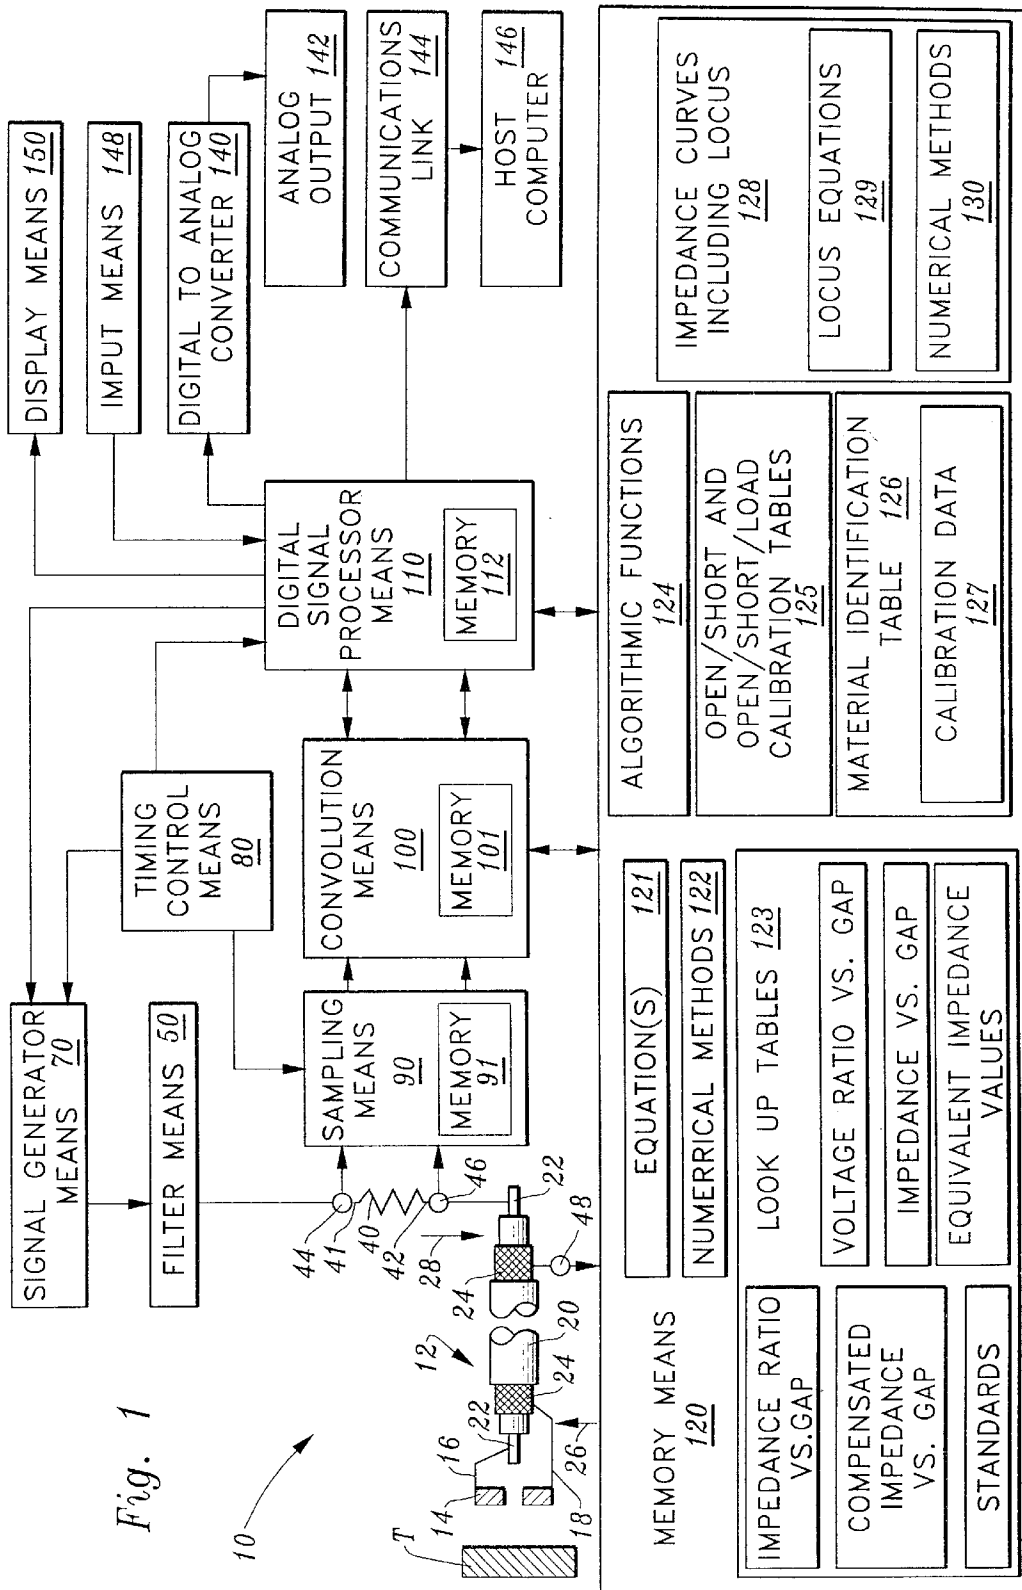 Fig. 1
10
SIGNAL GENERATOR
MEANS 70
FILTER MEANS 50
TIMING
CONTROL
MEANS
80
DISPLAY MEANS 150
IMPUT MEANS 148
DIGITAL TO ANALOG
CONVERTER 140
ANALOG
OUTPUT 142
COMMUNICATIONS
LINK 144
HOST 146
COMPUTER
DIGITAL
SIGNAL
PROCESSOR
MEANS
110
MEMORY
112
CONVOLUTION
MEANS
100
MEMORY
101
SAMPLING
MEANS
90
MEMORY
91
44
41
40
42
46
28
22
48
24
12
20
24
22
16
14
18
26
T
MEMORY MEANS
120
EQUATION(S) 121
NUMERRICAL METHODS 122
LOOK UP TABLES 123
IMPEDANCE RATIO
VS.GAP
VOLTAGE RATIO VS. GAP
COMPENSATED
IMPEDANCE
VS. GAP
IMPEDANCE VS. GAP
STANDARDS
EQUIVALENT IMPEDANCE
VALUES
ALGORITHMIC FUNCTIONS
124
OPEN/SHORT AND
OPEN/SHORT/LOAD
CALIBRATION TABLES
125
MATERIAL IDENTIFICATION
TABLE 126
CALIBRATION DATA
127
IMPEDANCE CURVES
INCLUDING LOCUS
128
LOCUS EQUATIONS
129
NUMERICAL METHODS
130